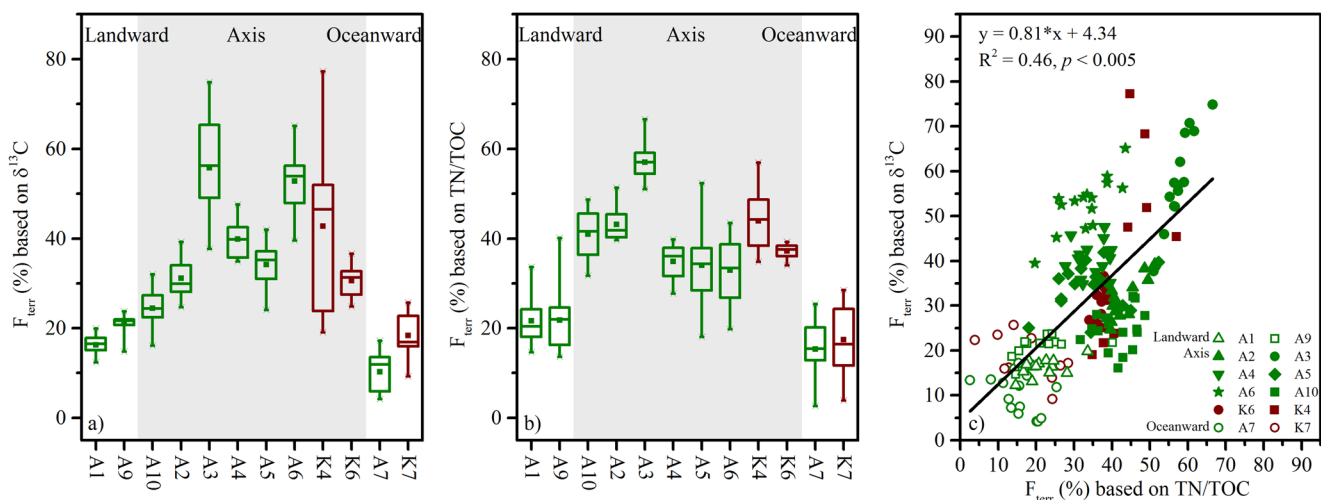 Landward Axis Oceanward
F_terr (%) based on δ¹³C
80
60
40
20
0
a)
A1 A9 A10 A2 A3 A4 A5 A6 K4 K6 A7 K7
Landward Axis Oceanward
F_terr (%) based on TN/TOC
80
60
40
20
0
b)
A1 A9 A10 A2 A3 A4 A5 A6 K4 K6 A7 K7
y = 0.81*x + 4.34
R² = 0.46, p < 0.005
F_terr (%) based on δ¹³C
90
80
70
60
50
40
30
20
10
0
Landward A1 A9
Axis A2 A3
A4 A5
A6 A10
K6 K4
Oceanward A7 K7
c)
0 10 20 30 40 50 60 70 80 90
F_terr (%) based on TN/TOC